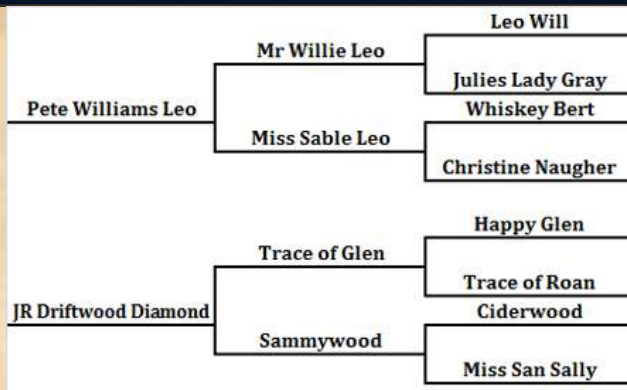 Leo Will
Mr Willie Leo
Julies Lady Gray
Pete Williams Leo
Whiskey Bert
Miss Sable Leo
Christine Naugher
Happy Glen
Trace of Glen
Trace of Roan
JR Driftwood Diamond
Ciderwood
Sammywood
Miss San Sally